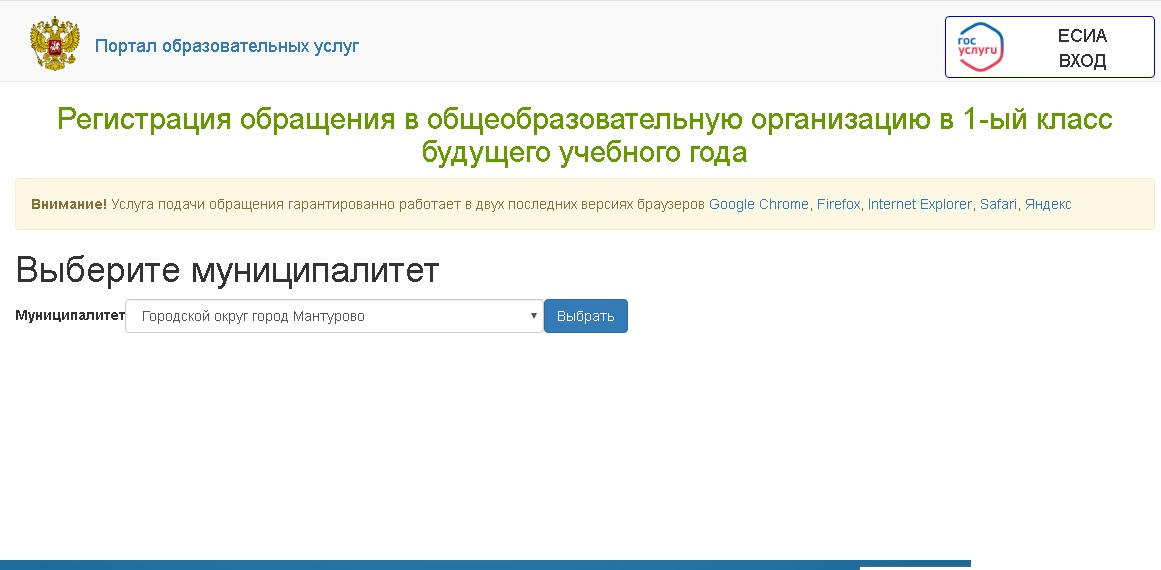 Портал образовательных услуг
гос
услуги
ЕСИА
ВХОД
Регистрация обращения в общеобразовательную организацию в 1-ый класс
будущего учебного года
Внимание! Услуга подачи обращения гарантированно работает в двух последних версиях браузеров Google Chrome, Firefox, Internet Explorer, Safari, Яндекс
Выберите муниципалитет
Муниципалитет Городской округ город Мантурово Выбрать